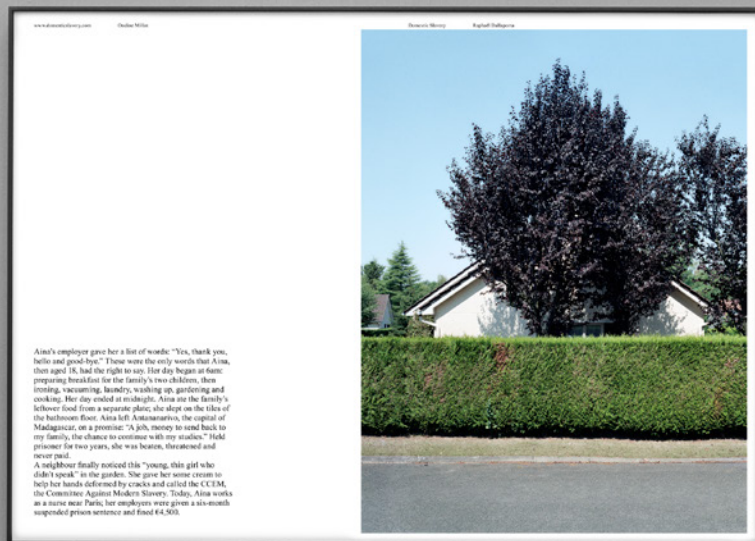 www.domesticslavery.com Ondine Millot Domestic Slavery Raphaël Dallaporta
Aina's employer gave her a list of words: “Yes, thank you,
hello and good-bye.” These were the only words that Aina,
then aged 18, had the right to say. Her day began at 6am:
preparing breakfast for the family's two children, then
ironing, vacuuming, laundry, washing up, gardening and
cooking. Her day ended at midnight. Aina ate the family's
leftover food from a separate plate; she slept on the tiles of
the bathroom floor. Aina left Antananarivo, the capital of
Madagascar, on a promise: “A job, money to send back to
my family, the chance to continue with my studies.” Held
prisoner for two years, she was beaten, threatened and
never paid.
A neighbour finally noticed this “young, thin girl who
didn't speak” in the garden. She gave her some cream to
help her hands deformed by cracks and called the CCEM,
the Committee Against Modern Slavery. Today, Aina works
as a nurse near Paris; her employers were given a six-month
suspended prison sentence and fined €4,500.